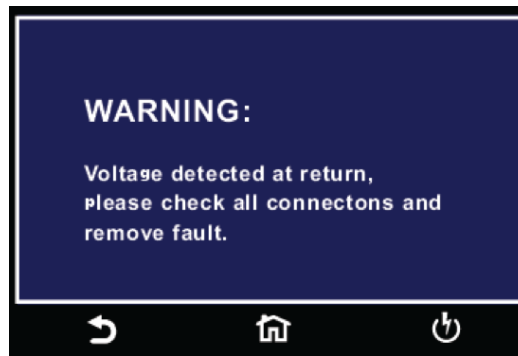 WARNING:
Voltage detected at return,
please check all connectons and
remove fault.